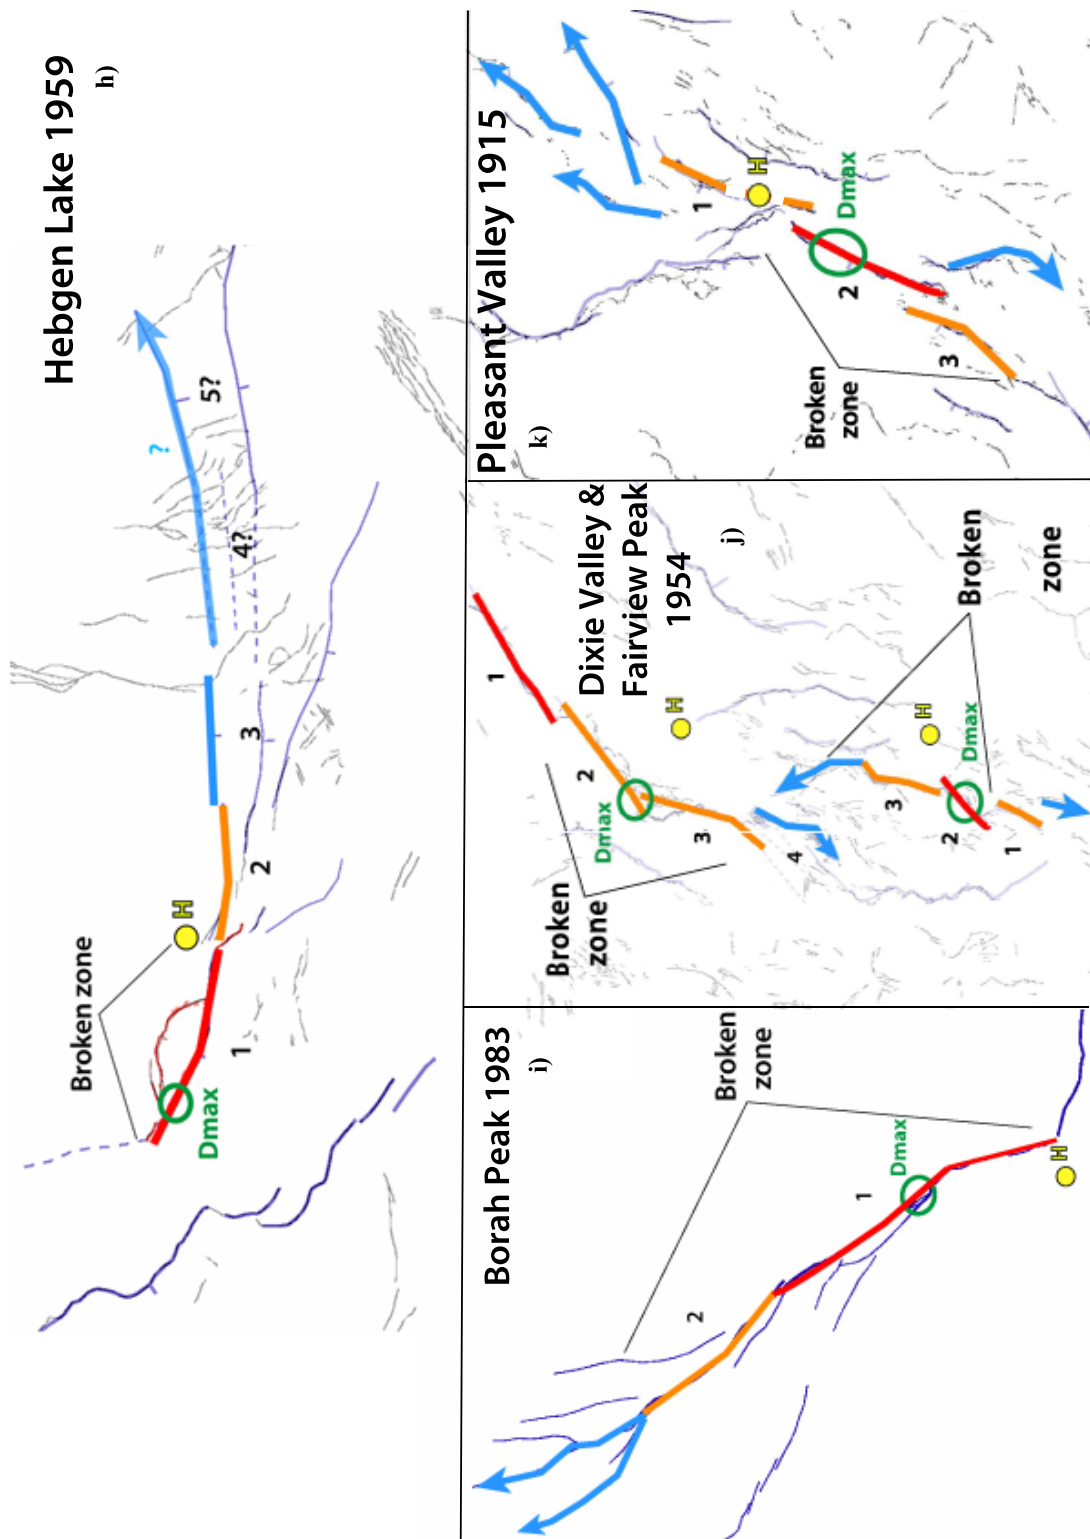 Hebgen Lake 1959
h)
Broken zone
H
Dmax
1
2
3
4?
5?
?
Borah Peak 1983
i)
Broken
zone
Dmax
1
2
H
Dixie Valley &
Fairview Peak
1954
j)
1
2
Dmax
3
4
H
Broken
zone
Broken
zone
H
Dmax
3
2
1
Pleasant Valley 1915
k)
1
H
Dmax
2
3
Broken
zone